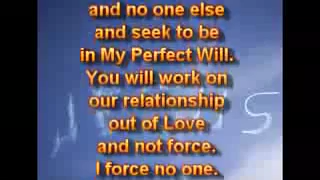 and no one else
and seek to be
in My Perfect Will.
You will work on
our relationship
out of Love
and not force.
I force no one.